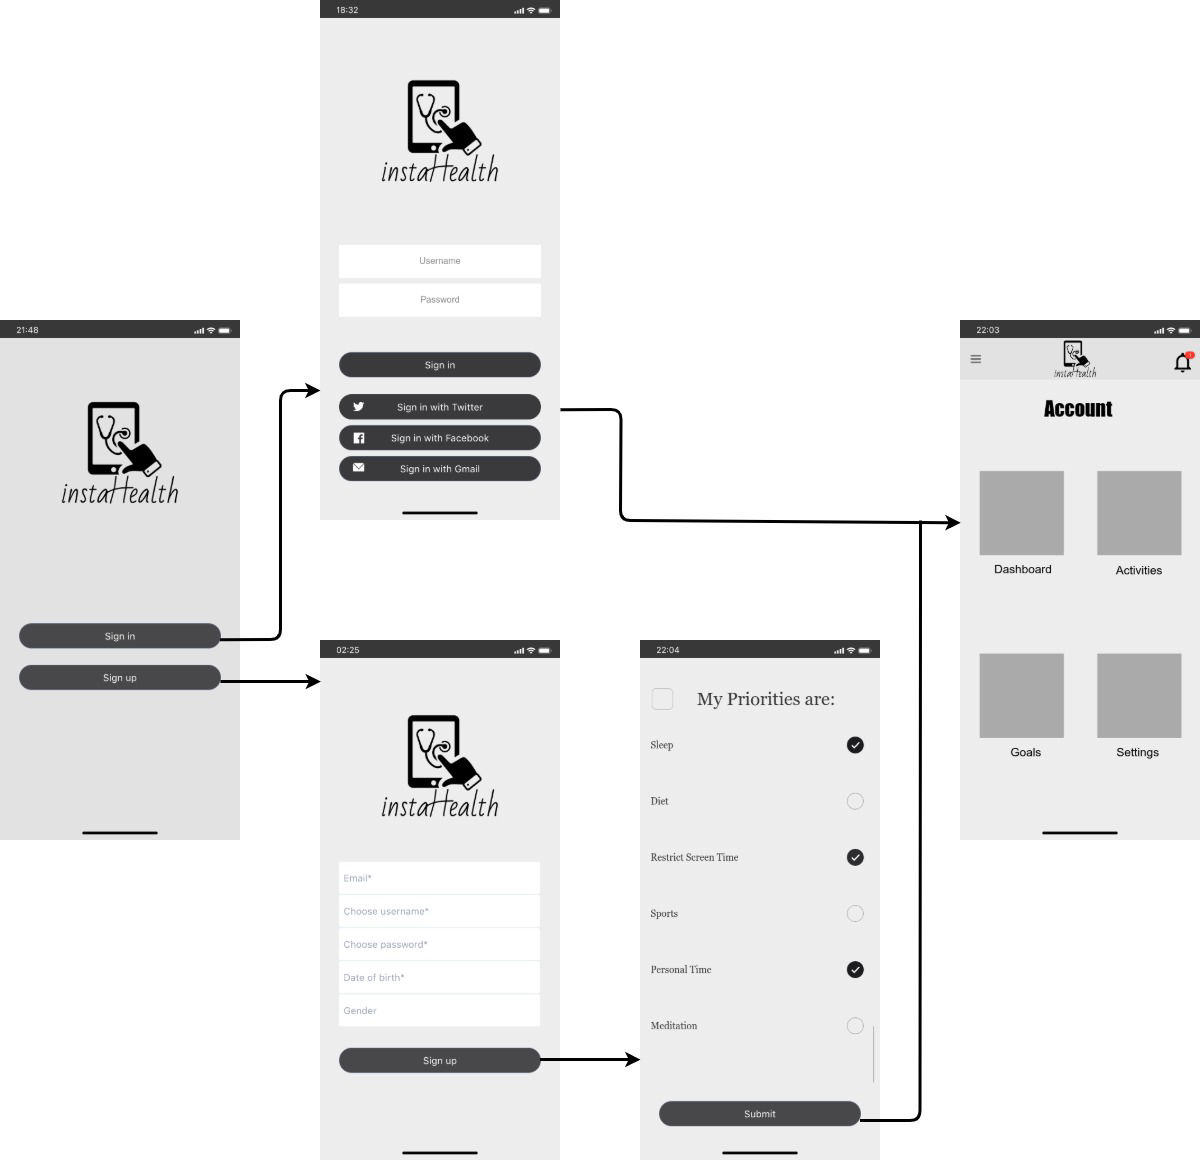 18:32
instaHealth
Username
Password
Sign in
Sign in with Twitter
Sign in with Facebook
Sign in with Gmail
21:48
instaHealth
Sign in
Sign up
02:25
instaHealth
Email*
Choose username*
Choose password*
Date of birth*
Gender
Sign up
22:04
My Priorities are:
Sleep
Diet
Restrict Screen Time
Sports
Personal Time
Meditation
Submit
22:03
instaHealth
Account
Dashboard
Activities
Goals
Settings